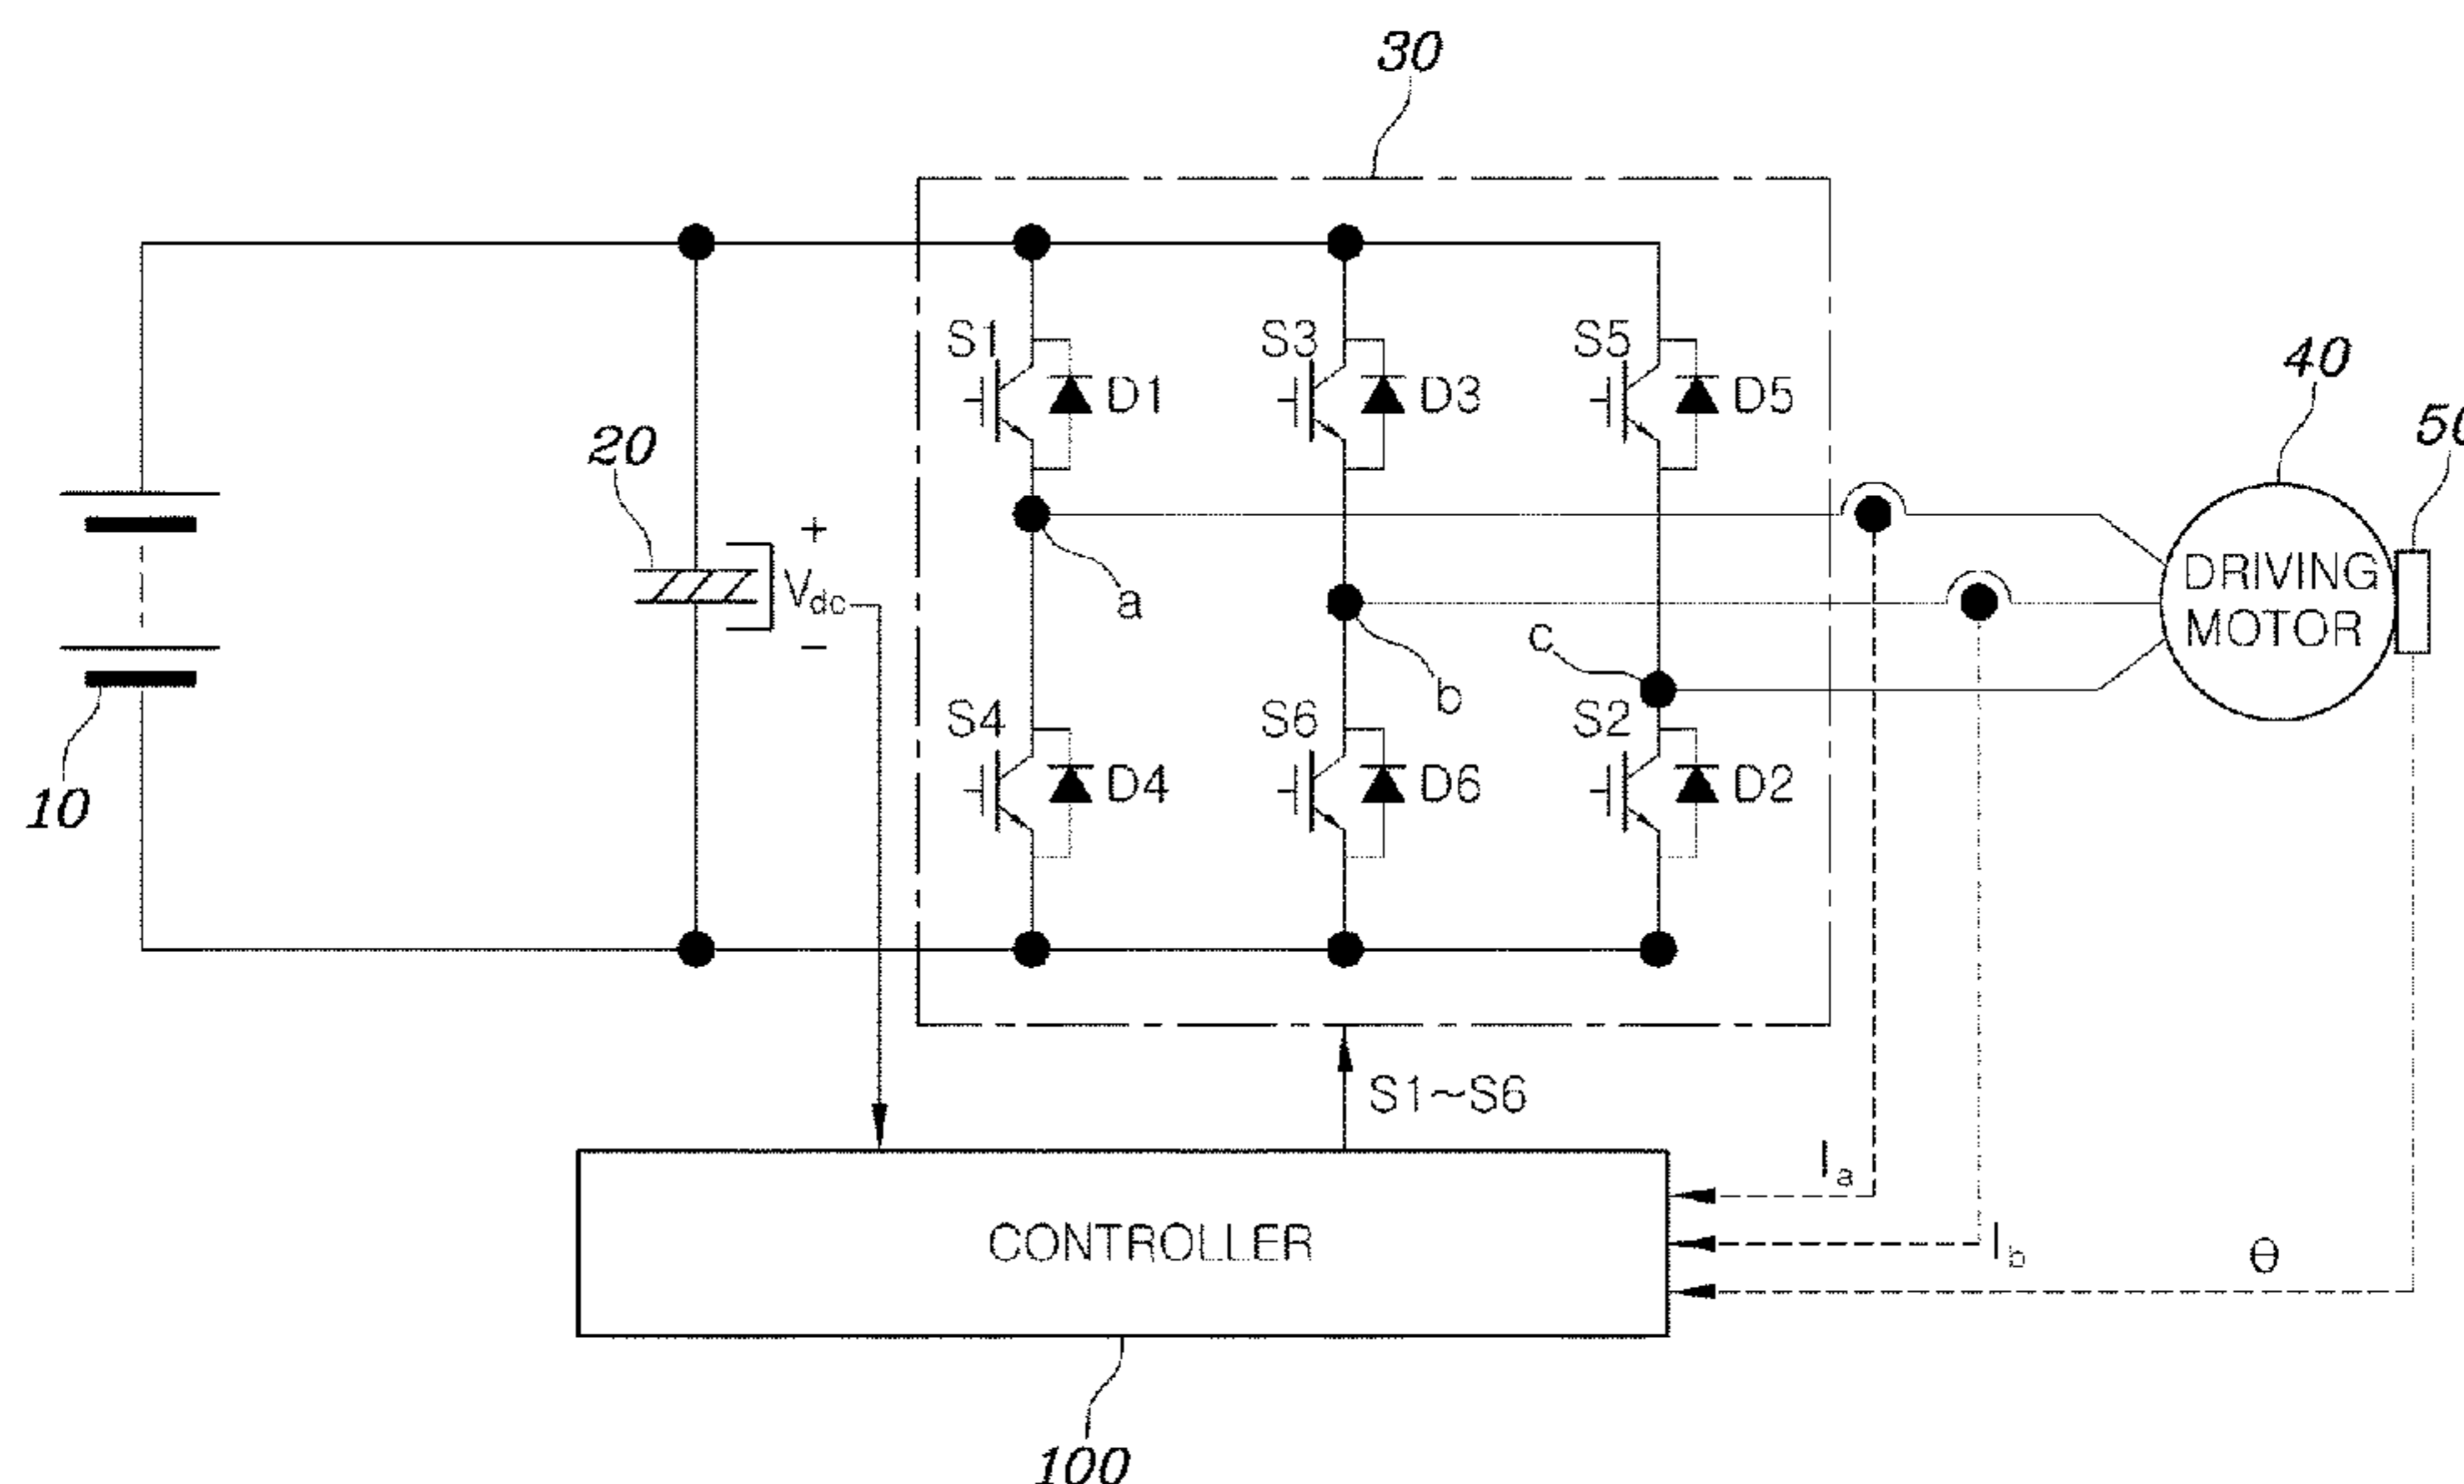 30
S1
D1
S3
D3
S5
D5
40
50
20
+
Vdc
−
a
b
c
DRIVING
MOTOR
10
S4
D4
S6
D6
S2
D2
S1~S6
Ia
Ib
θ
CONTROLLER
100